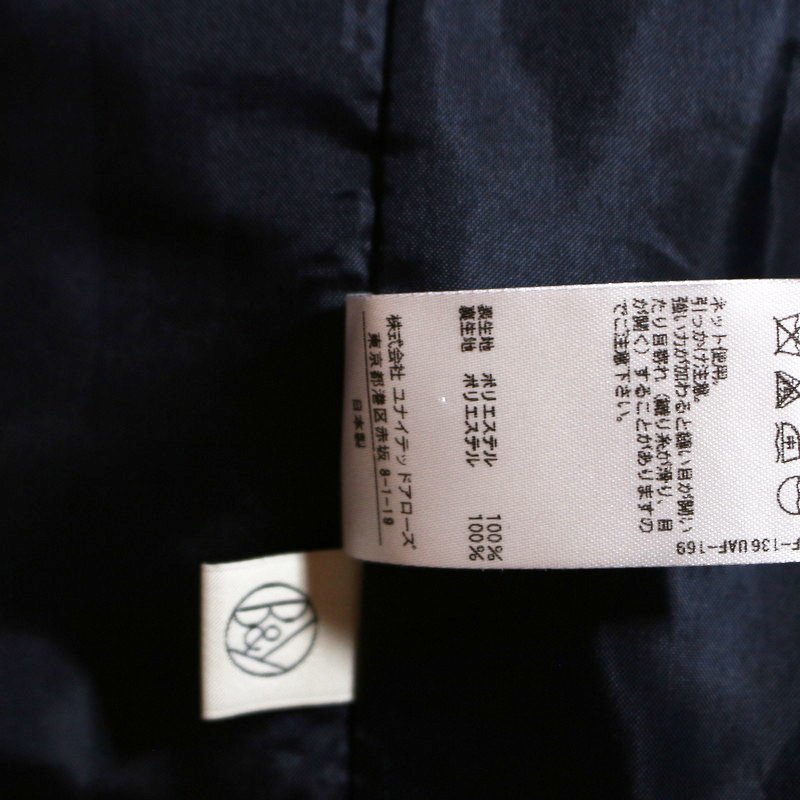 ネット使用。
引っかけ注意。
強い力が加わると縫い目が開い
たり目寄れ（織り糸が滑り、目
が開く）することがありますの
でご注意下さい。
表生地 ポリエステル 100%
裏生地 ポリエステル 100%
株式会社 ユナイテッドアローズ
東京都港区赤坂 8-1-19
日本製
F-136 UAF-169
B&Y